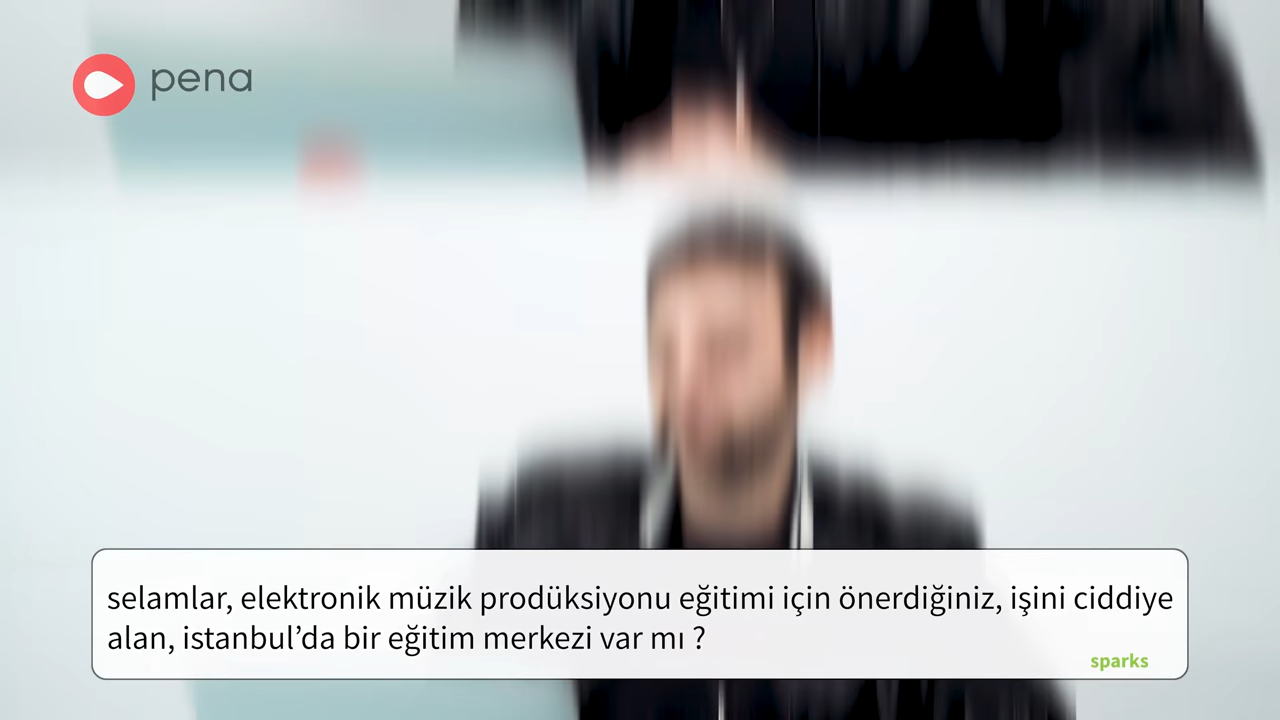 pena
selamlar, elektronik müzik prodüksiyonu eğitimi için önerdiğiniz, işini ciddiye
alan, istanbul’da bir eğitim merkezi var mı ?
sparks